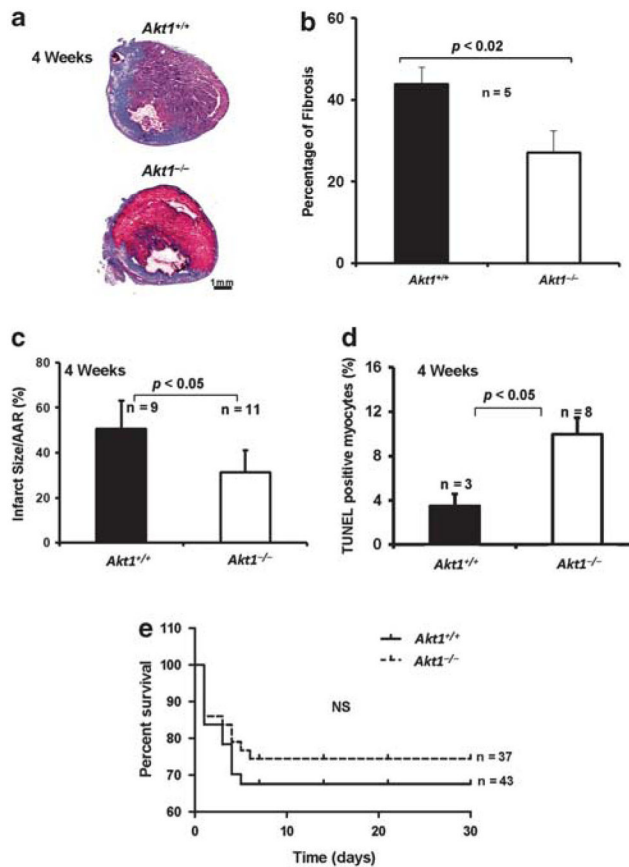 a
Akt1+/+
4 Weeks
Akt1−/−
1mm
b
Percentage of Fibrosis
60
40
20
0
p < 0.02
n = 5
Akt1+/+ Akt1−/−
c
Infarct Size/AAR (%)
80
60
40
20
0
4 Weeks
p < 0.05
n = 9 n = 11
Akt1+/+ Akt1−/−
d
TUNEL positive myocytes (%)
16
12
8
4
0
4 Weeks
p < 0.05
n = 8
n = 3
Akt1+/+ Akt1−/−
e
Percent survival
110
100
90
80
70
60
Akt1+/+
Akt1−/−
NS
n = 37
n = 43
0 10 20 30
Time (days)